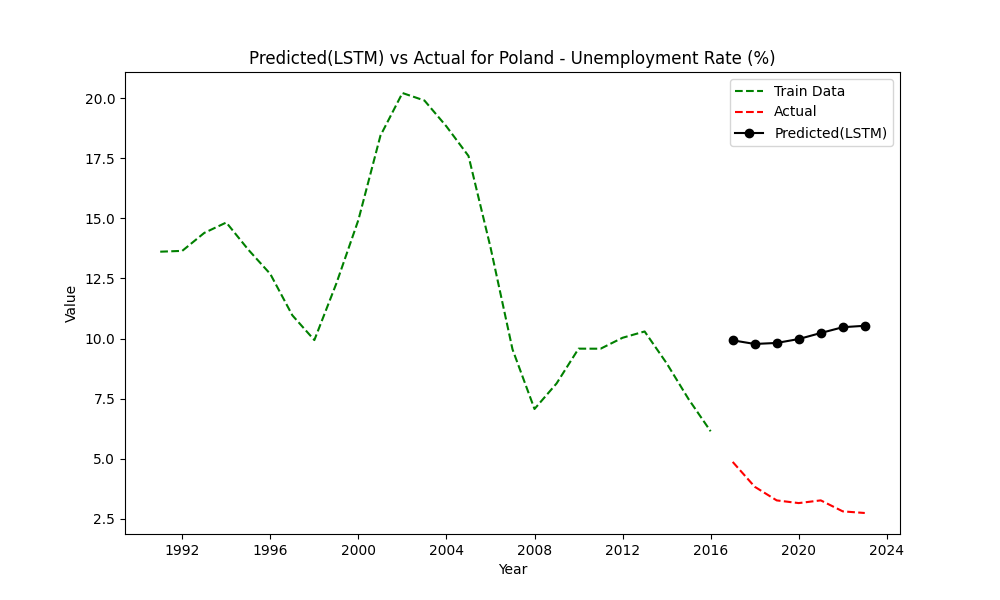 Predicted(LSTM) vs Actual for Poland - Unemployment Rate (%)
Train Data
Actual
Predicted(LSTM)
Value
20.0
17.5
15.0
12.5
10.0
7.5
5.0
2.5
1992 1996 2000 2004 2008 2012 2016 2020 2024
Year